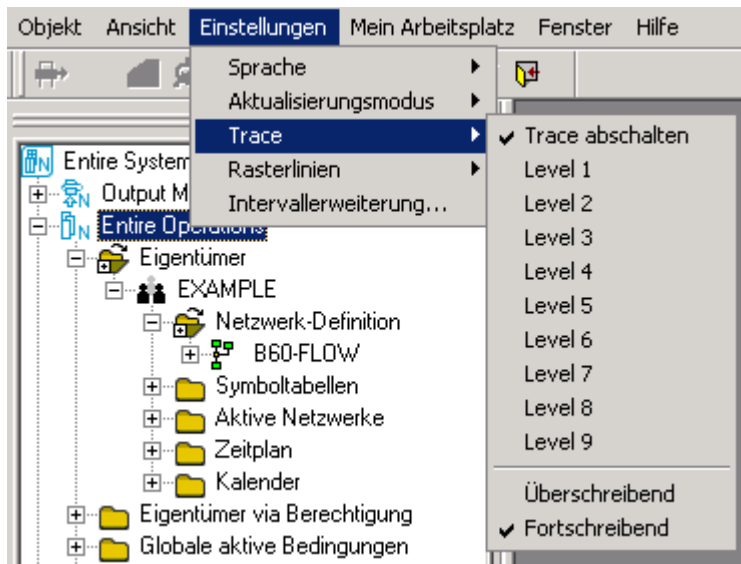 Objekt Ansicht Einstellungen Mein Arbeitsplatz Fenster Hilfe
Sprache
Aktualisierungsmodus
Trace
Rasterlinien
Intervallerweiterung...
Trace abschalten
Level 1
Level 2
Level 3
Level 4
Level 5
Level 6
Level 7
Level 8
Level 9
Überschreibend
Fortschreibend
N Entire System
N Output M
N Entire Operations
Eigentümer
EXAMPLE
Netzwerk-Definition
B60-FLOW
Symboltabellen
Aktive Netzwerke
Zeitplan
Kalender
Eigentümer via Berechtigung
Globale aktive Bedingungen